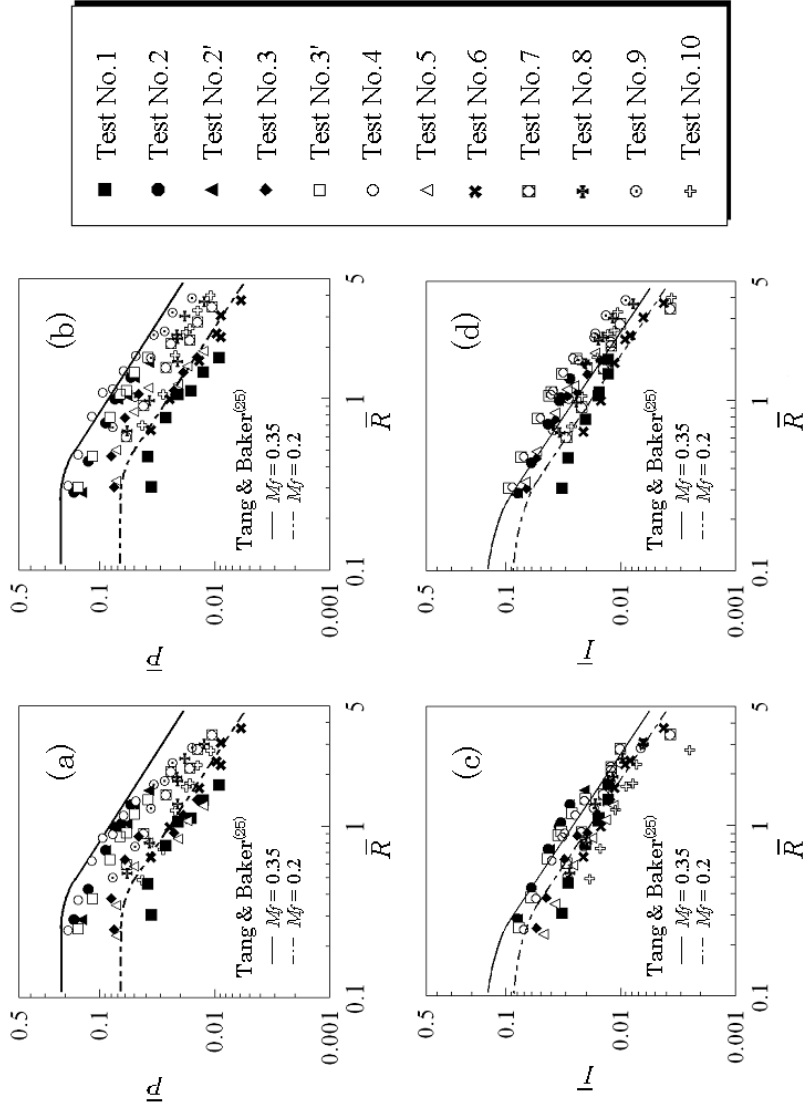 (a)
0.5
0.1
0.01
0.001
P̅
0.1
1
5
R̅
Tang & Baker(25)
Mf = 0.35
Mf = 0.2
(b)
0.5
0.1
0.01
0.001
P̅
0.1
1
5
R̅
Tang & Baker(25)
Mf = 0.35
Mf = 0.2
(c)
0.5
0.1
0.01
0.001
I̅
0.1
1
5
R̅
Tang & Baker(25)
Mf = 0.35
Mf = 0.2
(d)
0.5
0.1
0.01
0.001
I̅
0.1
1
5
R̅
Tang & Baker(25)
Mf = 0.35
Mf = 0.2
Test No.1
Test No.2
Test No.2'
Test No.3
Test No.3'
Test No.4
Test No.5
Test No.6
Test No.7
Test No.8
Test No.9
Test No.10